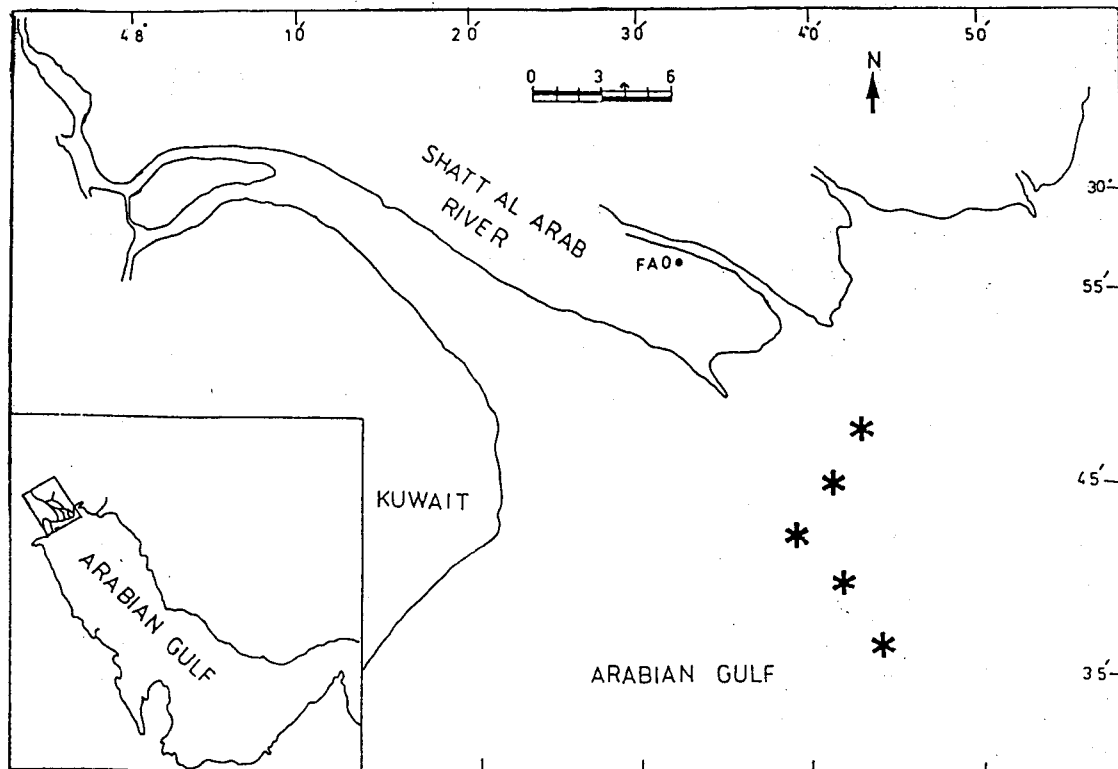 48° 10′ 20′ 30′ 40′ 50′
0 3 6
N
SHATT AL ARAB
RIVER
30°
FAO
55′
45′
KUWAIT
ARABIAN GULF
ARABIAN GULF
35′